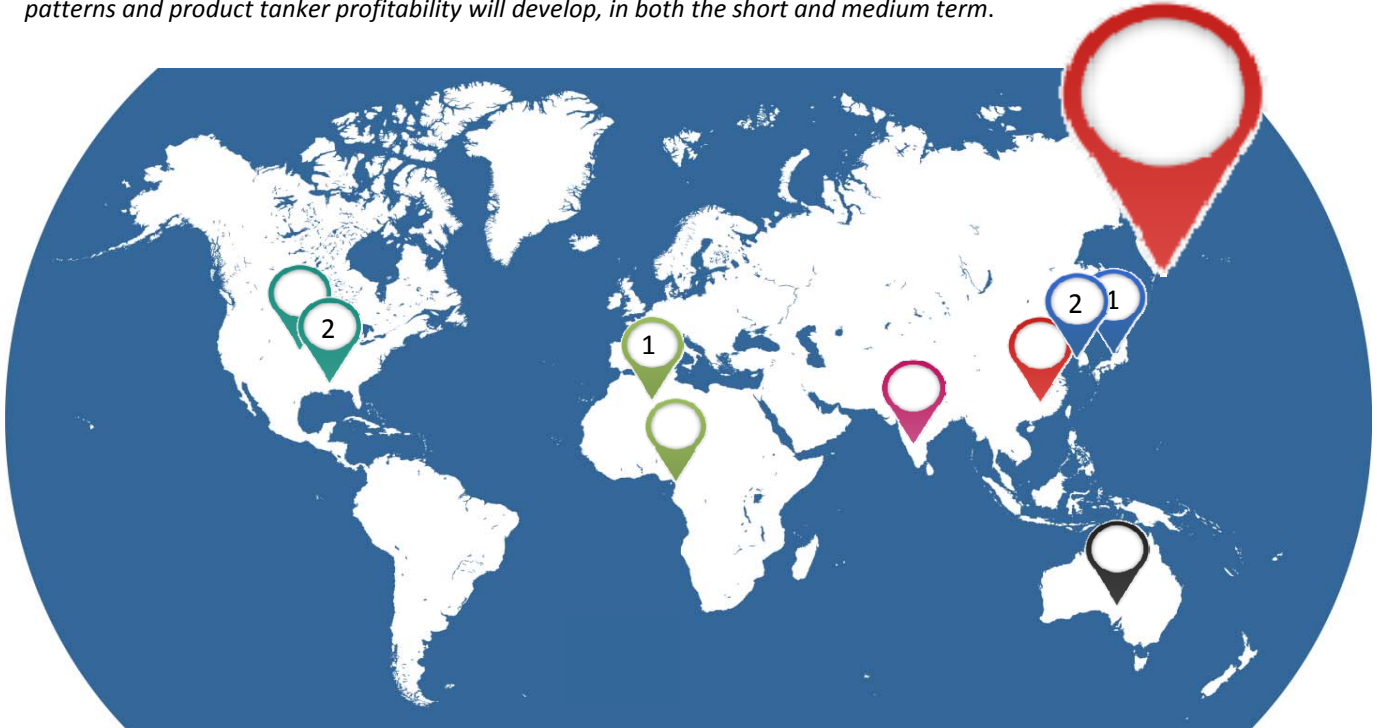 patterns and product tanker profitability will develop, in both the short and medium term.
2
1
2
1